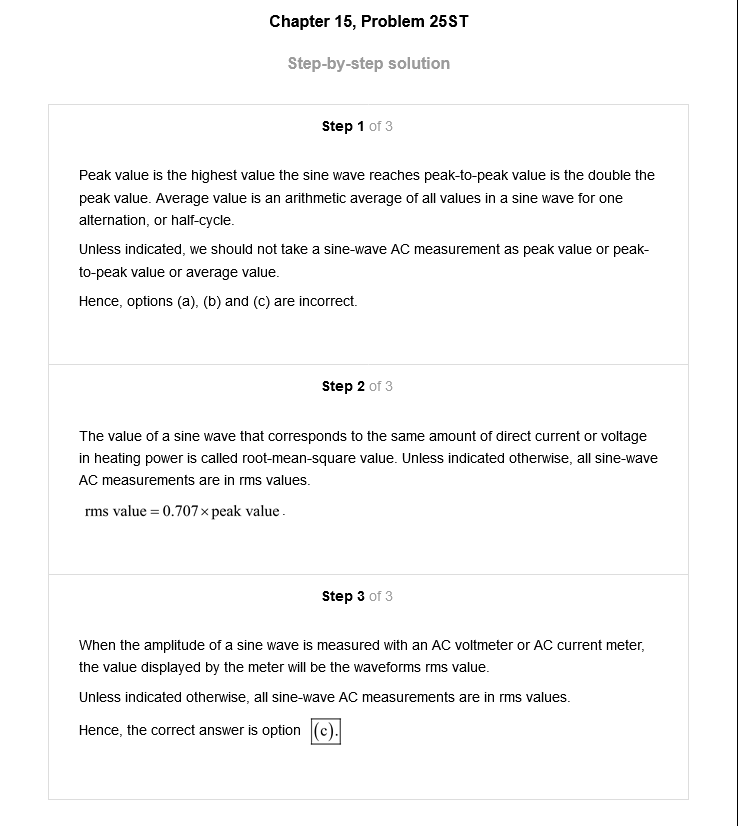 Chapter 15, Problem 25ST
Step-by-step solution
Step 1 of 3
Peak value is the highest value the sine wave reaches peak-to-peak value is the double the
peak value. Average value is an arithmetic average of all values in a sine wave for one
alternation, or half-cycle.
Unless indicated, we should not take a sine-wave AC measurement as peak value or peak-
to-peak value or average value.
Hence, options (a), (b) and (c) are incorrect.
Step 2 of 3
The value of a sine wave that corresponds to the same amount of direct current or voltage
in heating power is called root-mean-square value. Unless indicated otherwise, all sine-wave
AC measurements are in rms values.
rms value = 0.707 × peak value .
Step 3 of 3
When the amplitude of a sine wave is measured with an AC voltmeter or AC current meter,
the value displayed by the meter will be the waveforms rms value.
Unless indicated otherwise, all sine-wave AC measurements are in rms values.
Hence, the correct answer is option (c).